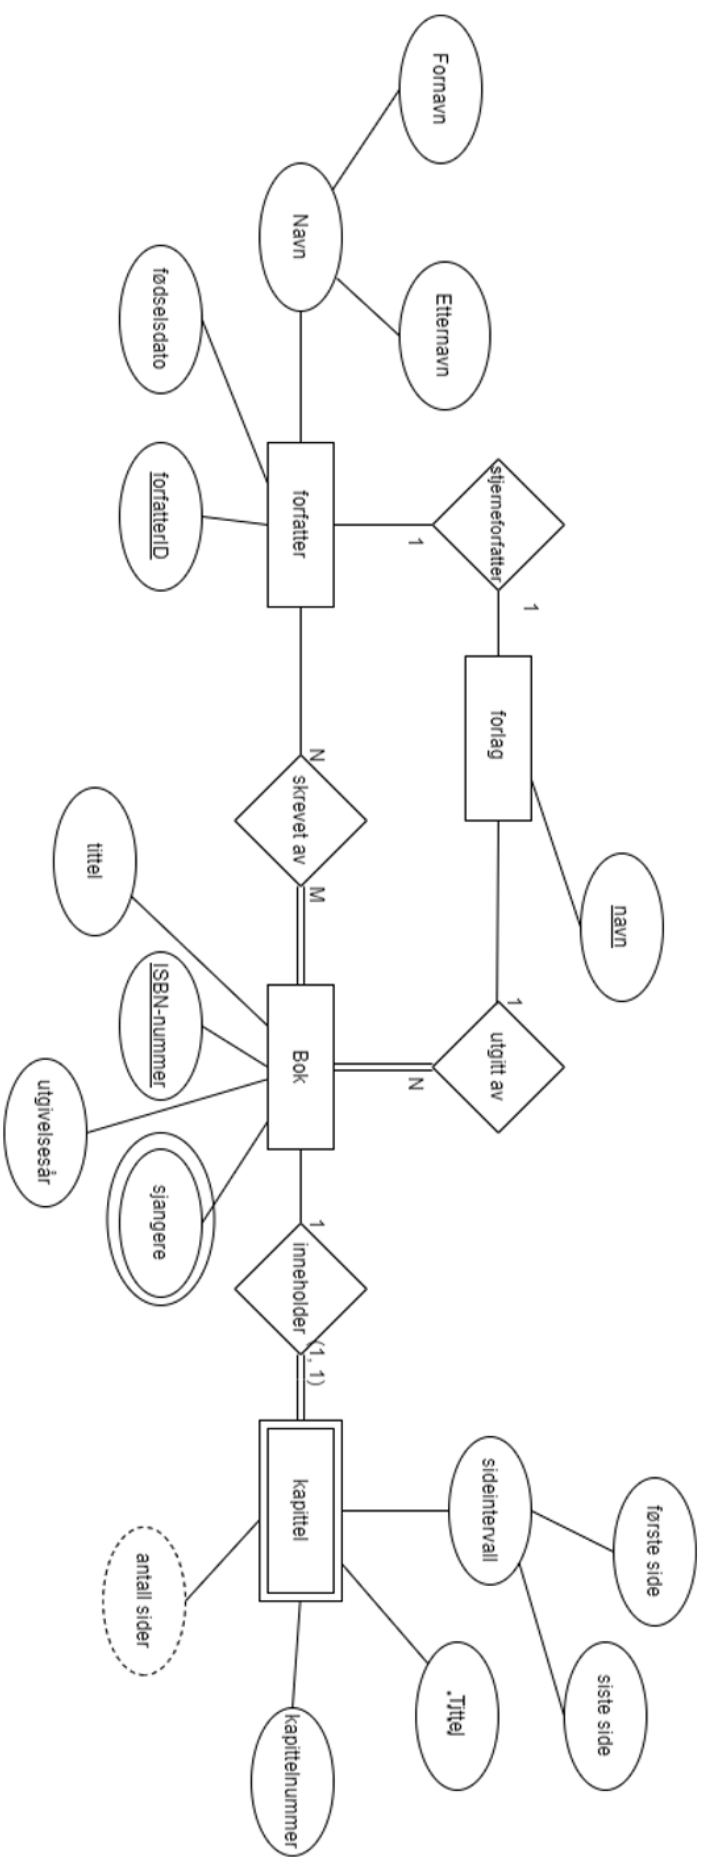 Fornavn
Etternavn
Navn
fødselsdato
forfatterID
forfatter
stjerneforfatter
1
1
forlag
navn
N
skrevet av
M
utgitt av
1
N
tittel
ISBN-nummer
utgivelsesår
sjangere
Bok
1
inneholder
(1, 1)
kapittel
sideintervall
første side
siste side
Tittel
antall sider
kapittelnummer